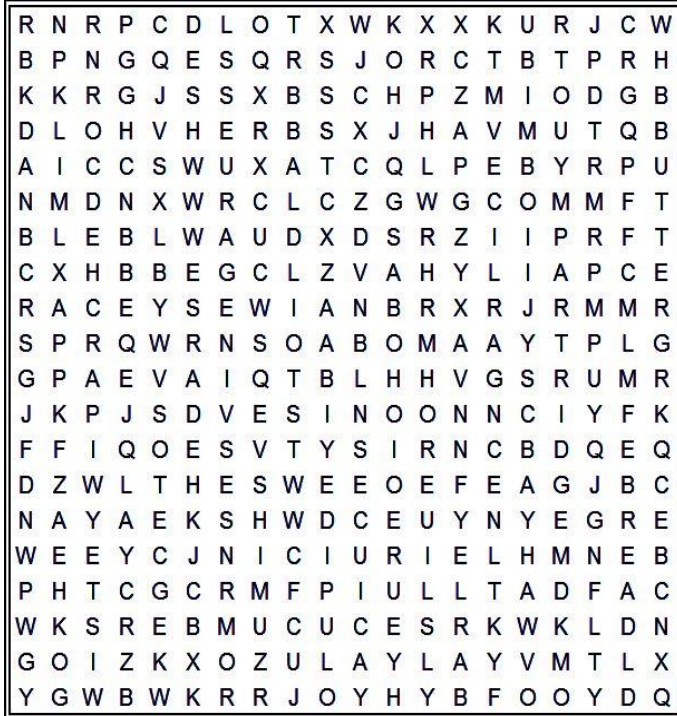 R N R P C D L O T X W K X X K U R J C W
B P N G Q E S Q R S J O R C T B T P R H
K K R G J S S X B S C H P Z M I O D G B
D L O H V H E R B S X J H A V M U T Q B
A I C C S W U X A T C Q L P E B Y R P U
N M D N X W R C L C Z G W G C O M M F T
B L E B L W A U D X D S R Z I I P R F T
C X H B B E G C L Z V A H Y L I A P C E
R A C E Y S E W I A N B R X R J R M M R
S P R Q W R N S O A B O M A A Y T P L G
G P A E V A I Q T B L H H V G S R U M R
J K P J S D V E S I N O O N N C I Y F K
F F I Q O E S V T Y S I R N C B D Q E Q
D Z W L T H E S W E E O E F E A G J B C
N A Y A E K S H W D C E U Y N Y E G R E
W E E Y C J N I C I U R I E L H M N E B
P H T C G C R M F P I U L L T A D F A C
W K S R E B M U C U C E S R K W K L D N
G O I Z K X O Z U L A Y L A Y V M T L X
Y G W B W K R R J O Y H Y B F O O Y D Q